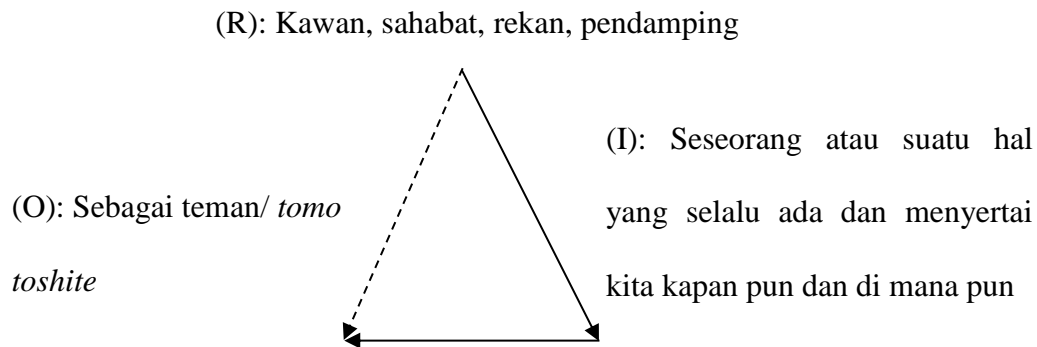 (R): Kawan, sahabat, rekan, pendamping
(I): Seseorang atau suatu hal
yang selalu ada dan menyertai
kita kapan pun dan di mana pun
(O): Sebagai teman/ tomo
toshite